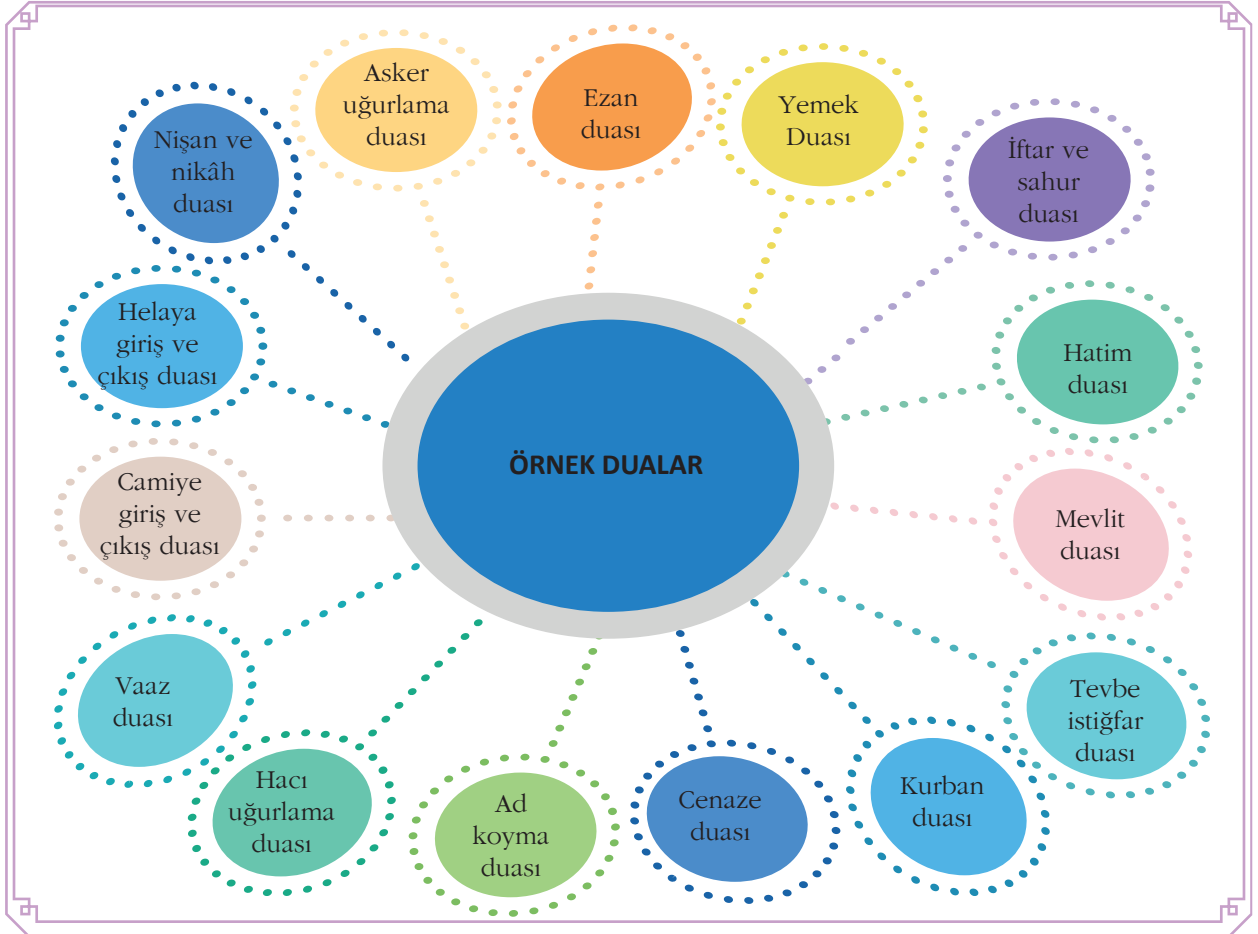 Asker
uğurlama
duası
Ezan
duası
Yemek
Duası
Nişan ve
nikâh
duası
İftar ve
sahur
duası
Helaya
giriş ve
çıkış duası
Hatim
duası
ÖRNEK DUALAR
Camiye
giriş ve
çıkış duası
Mevlit
duası
Vaaz
duası
Tevbe
istiğfar
duası
Hacı
uğurlama
duası
Ad
koyma
duası
Cenaze
duası
Kurban
duası